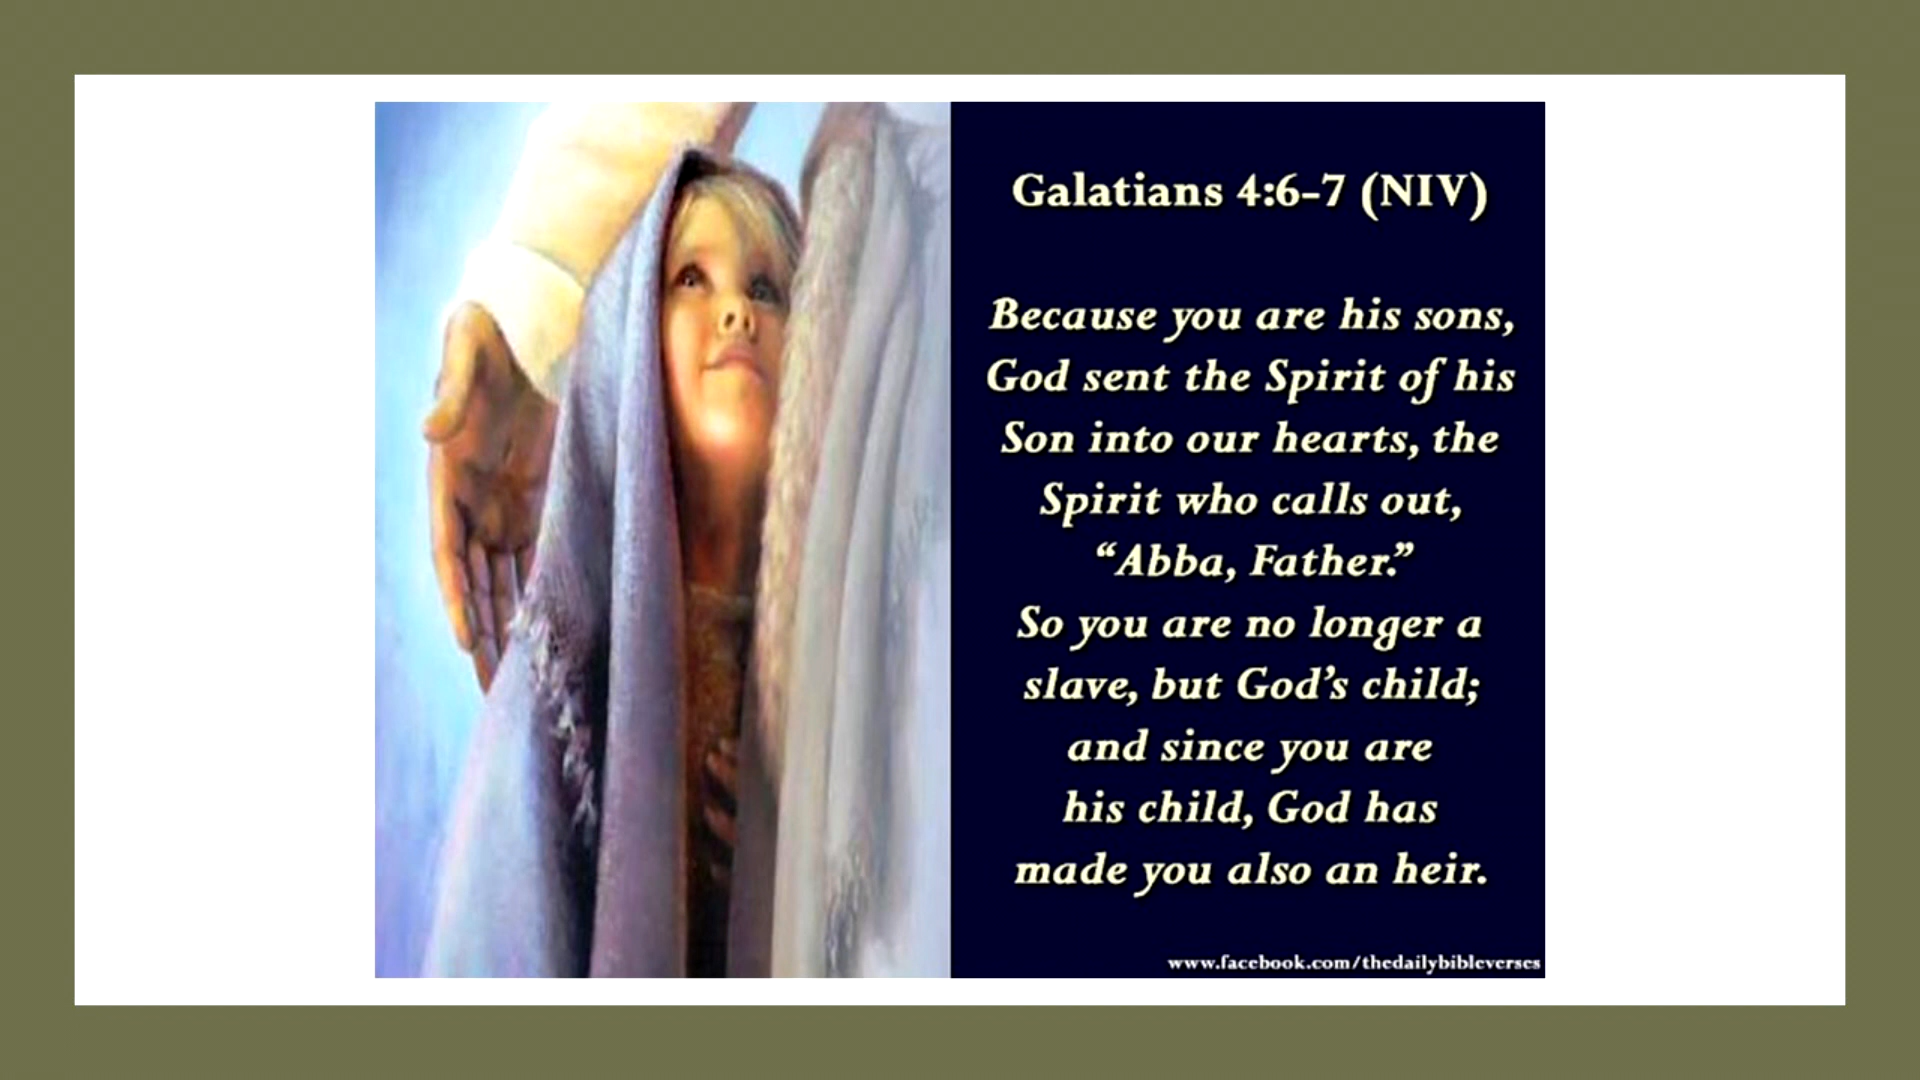 Galatians 4:6-7 (NIV)
Because you are his sons,
God sent the Spirit of his
Son into our hearts, the
Spirit who calls out,
“Abba, Father.”
So you are no longer a
slave, but God’s child;
and since you are
his child, God has
made you also an heir.
www.facebook.com/thedailybibleverses